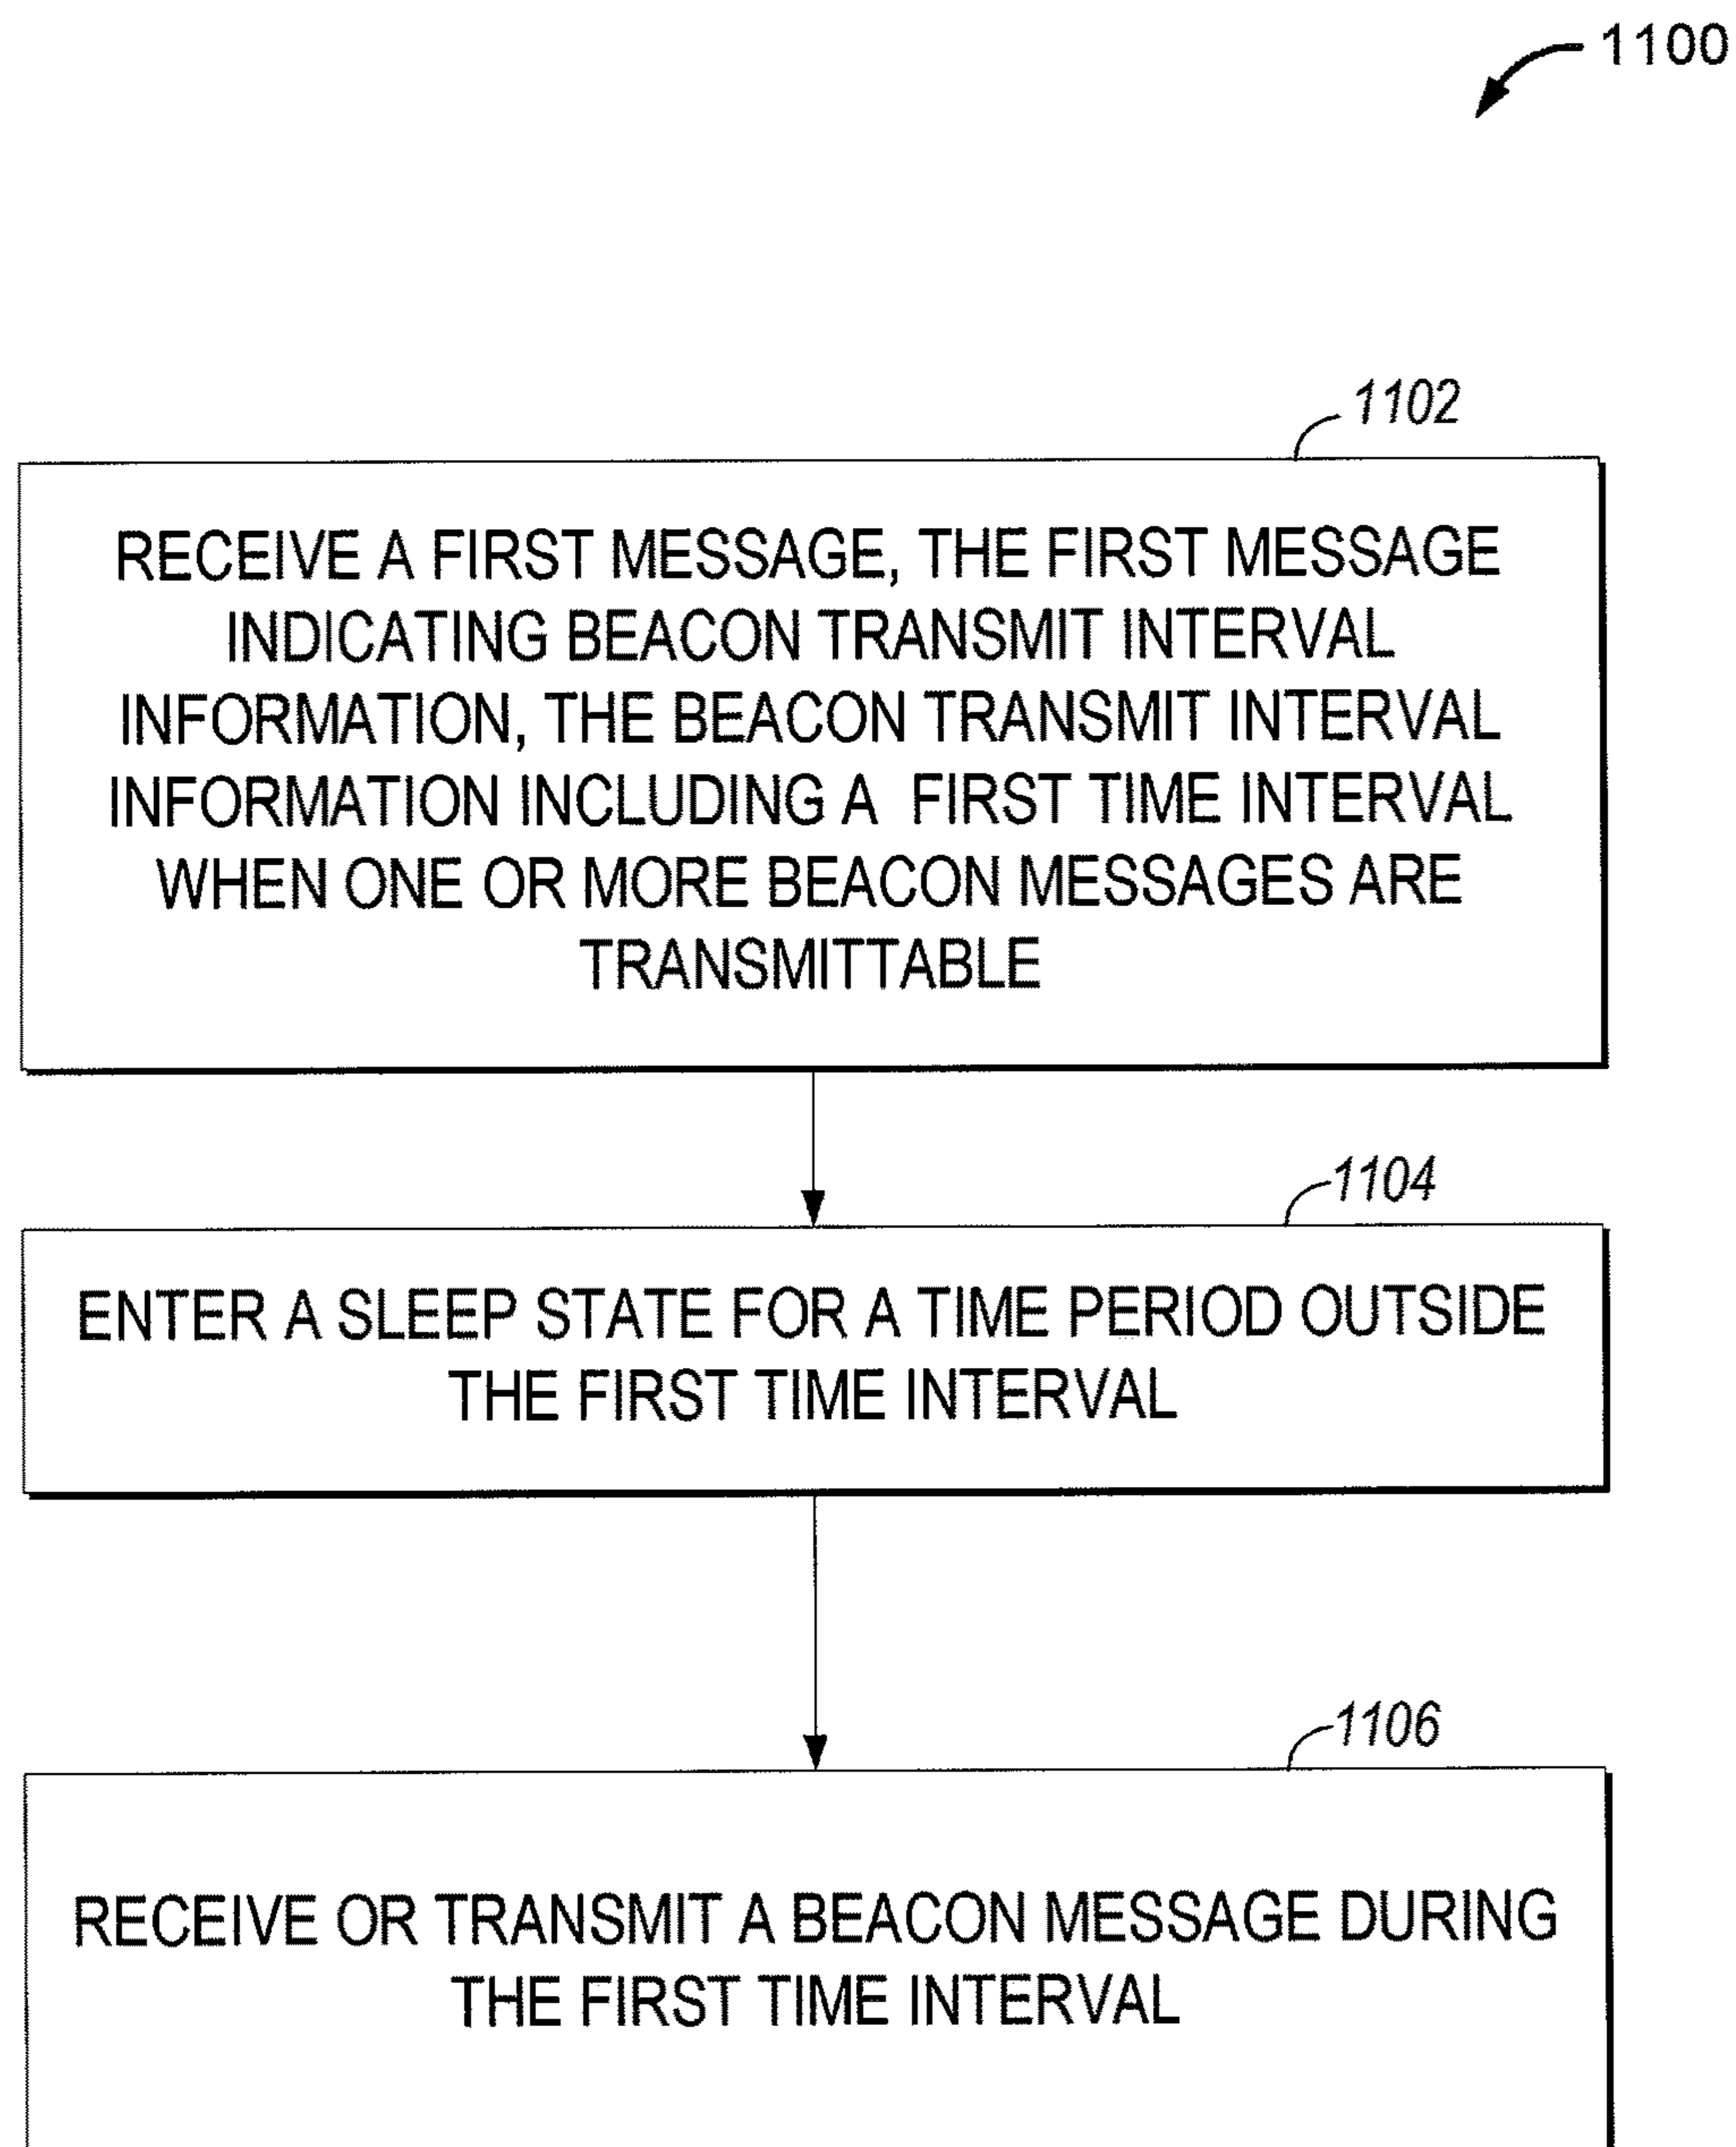 1100
1102
RECEIVE A FIRST MESSAGE, THE FIRST MESSAGE
INDICATING BEACON TRANSMIT INTERVAL
INFORMATION, THE BEACON TRANSMIT INTERVAL
INFORMATION INCLUDING A FIRST TIME INTERVAL
WHEN ONE OR MORE BEACON MESSAGES ARE
TRANSMITTABLE
1104
ENTER A SLEEP STATE FOR A TIME PERIOD OUTSIDE
THE FIRST TIME INTERVAL
1106
RECEIVE OR TRANSMIT A BEACON MESSAGE DURING
THE FIRST TIME INTERVAL